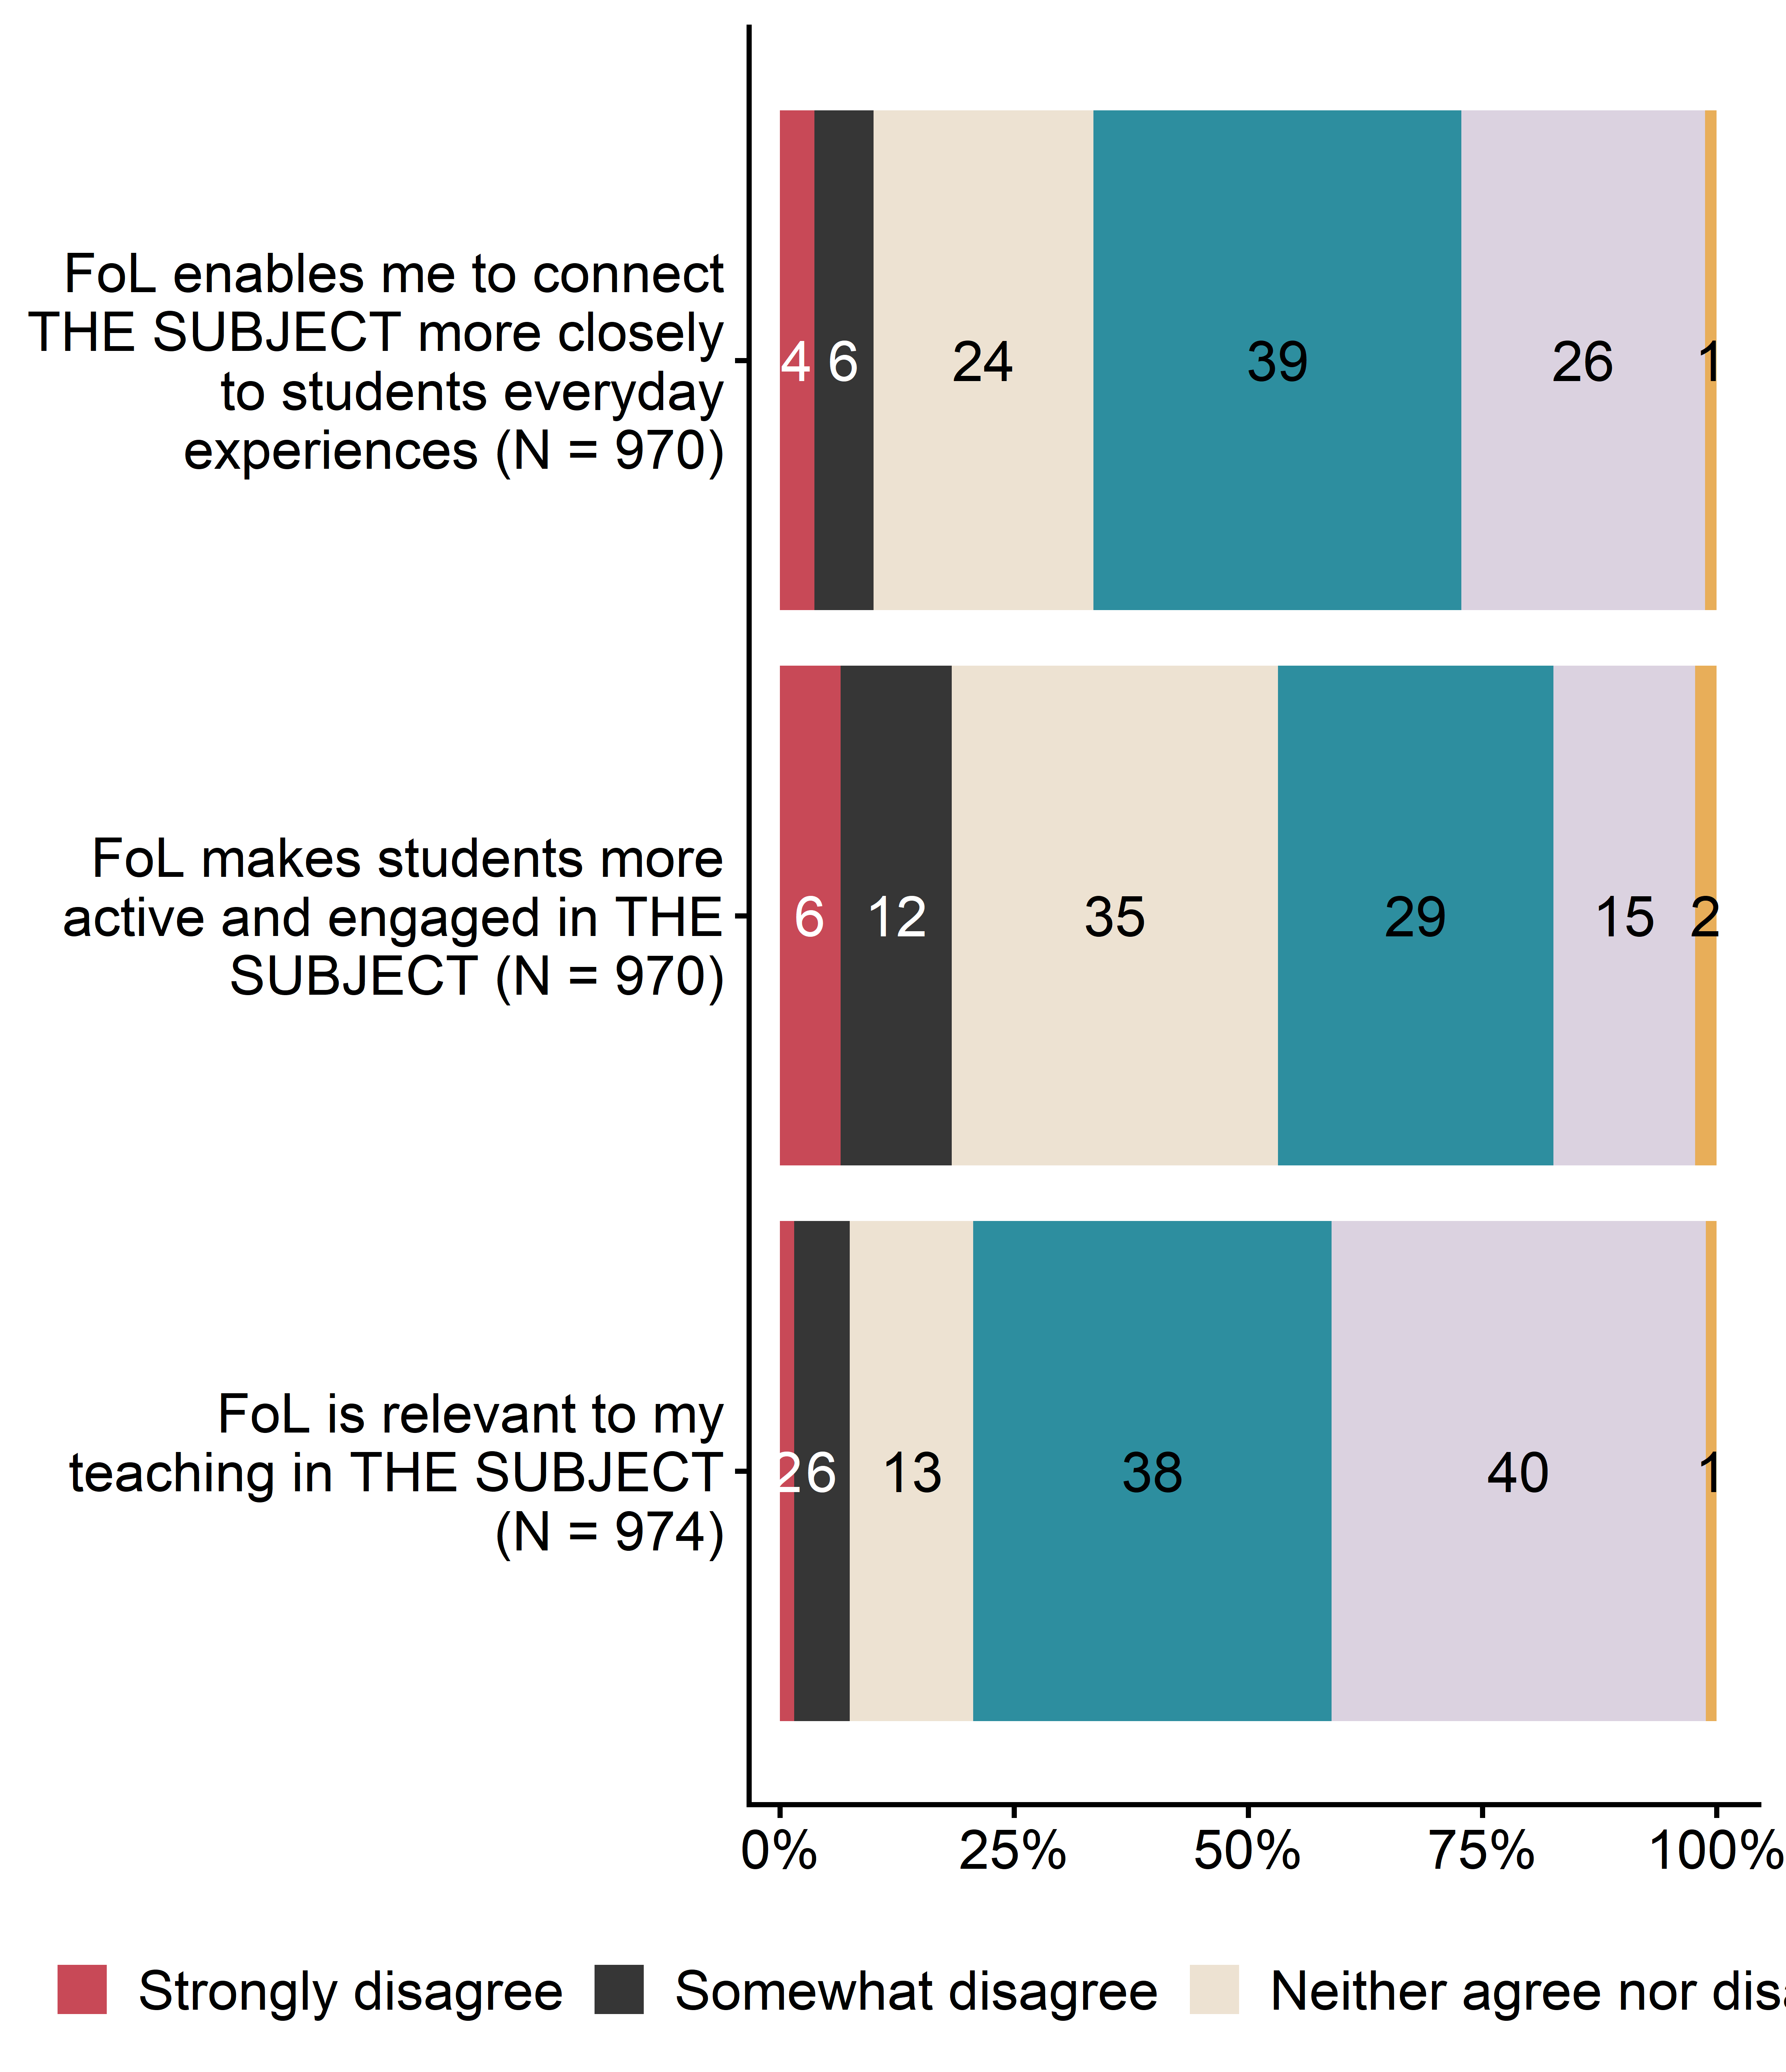 FoL enables me to connect
THE SUBJECT more closely
to students everyday
experiences (N = 970)
4 6 24 39 26 1
FoL makes students more
active and engaged in THE
SUBJECT (N = 970)
6 12 35 29 15 2
FoL is relevant to my
teaching in THE SUBJECT
(N = 974)
2 6 13 38 40 1
0% 25% 50% 75% 100%
Strongly disagree Somewhat disagree Neither agree nor disa